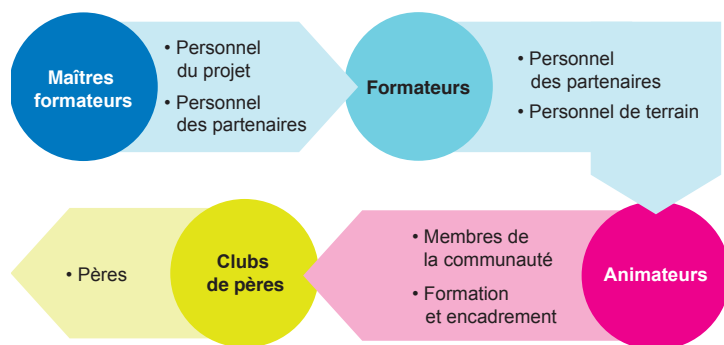 Maîtres
formateurs
• Personnel
du projet
• Personnel
des partenaires
Formateurs
• Personnel
des partenaires
• Personnel de terrain
Animateurs
• Membres de
la communauté
• Formation
et encadrement
Clubs
de pères
• Pères